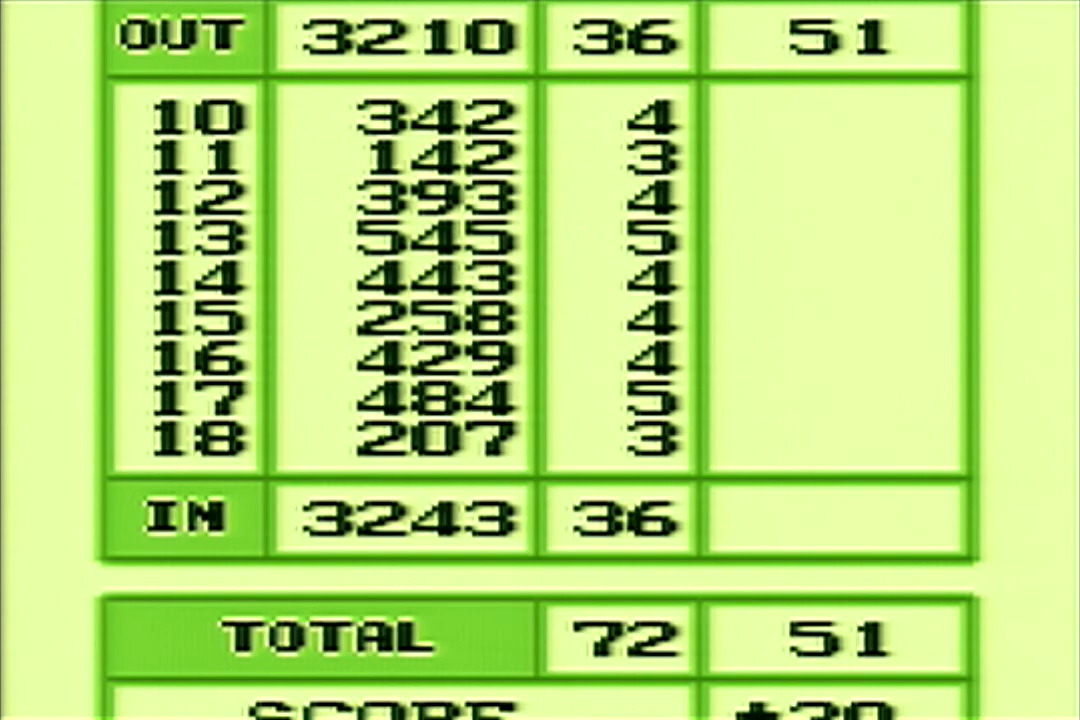 OUT 3210 36 51
10 342 4
11 142 3
12 393 4
13 545 5
14 443 4
15 258 4
16 429 4
17 484 5
18 207 3
IN 3243 36
TOTAL 72 51
SCORE